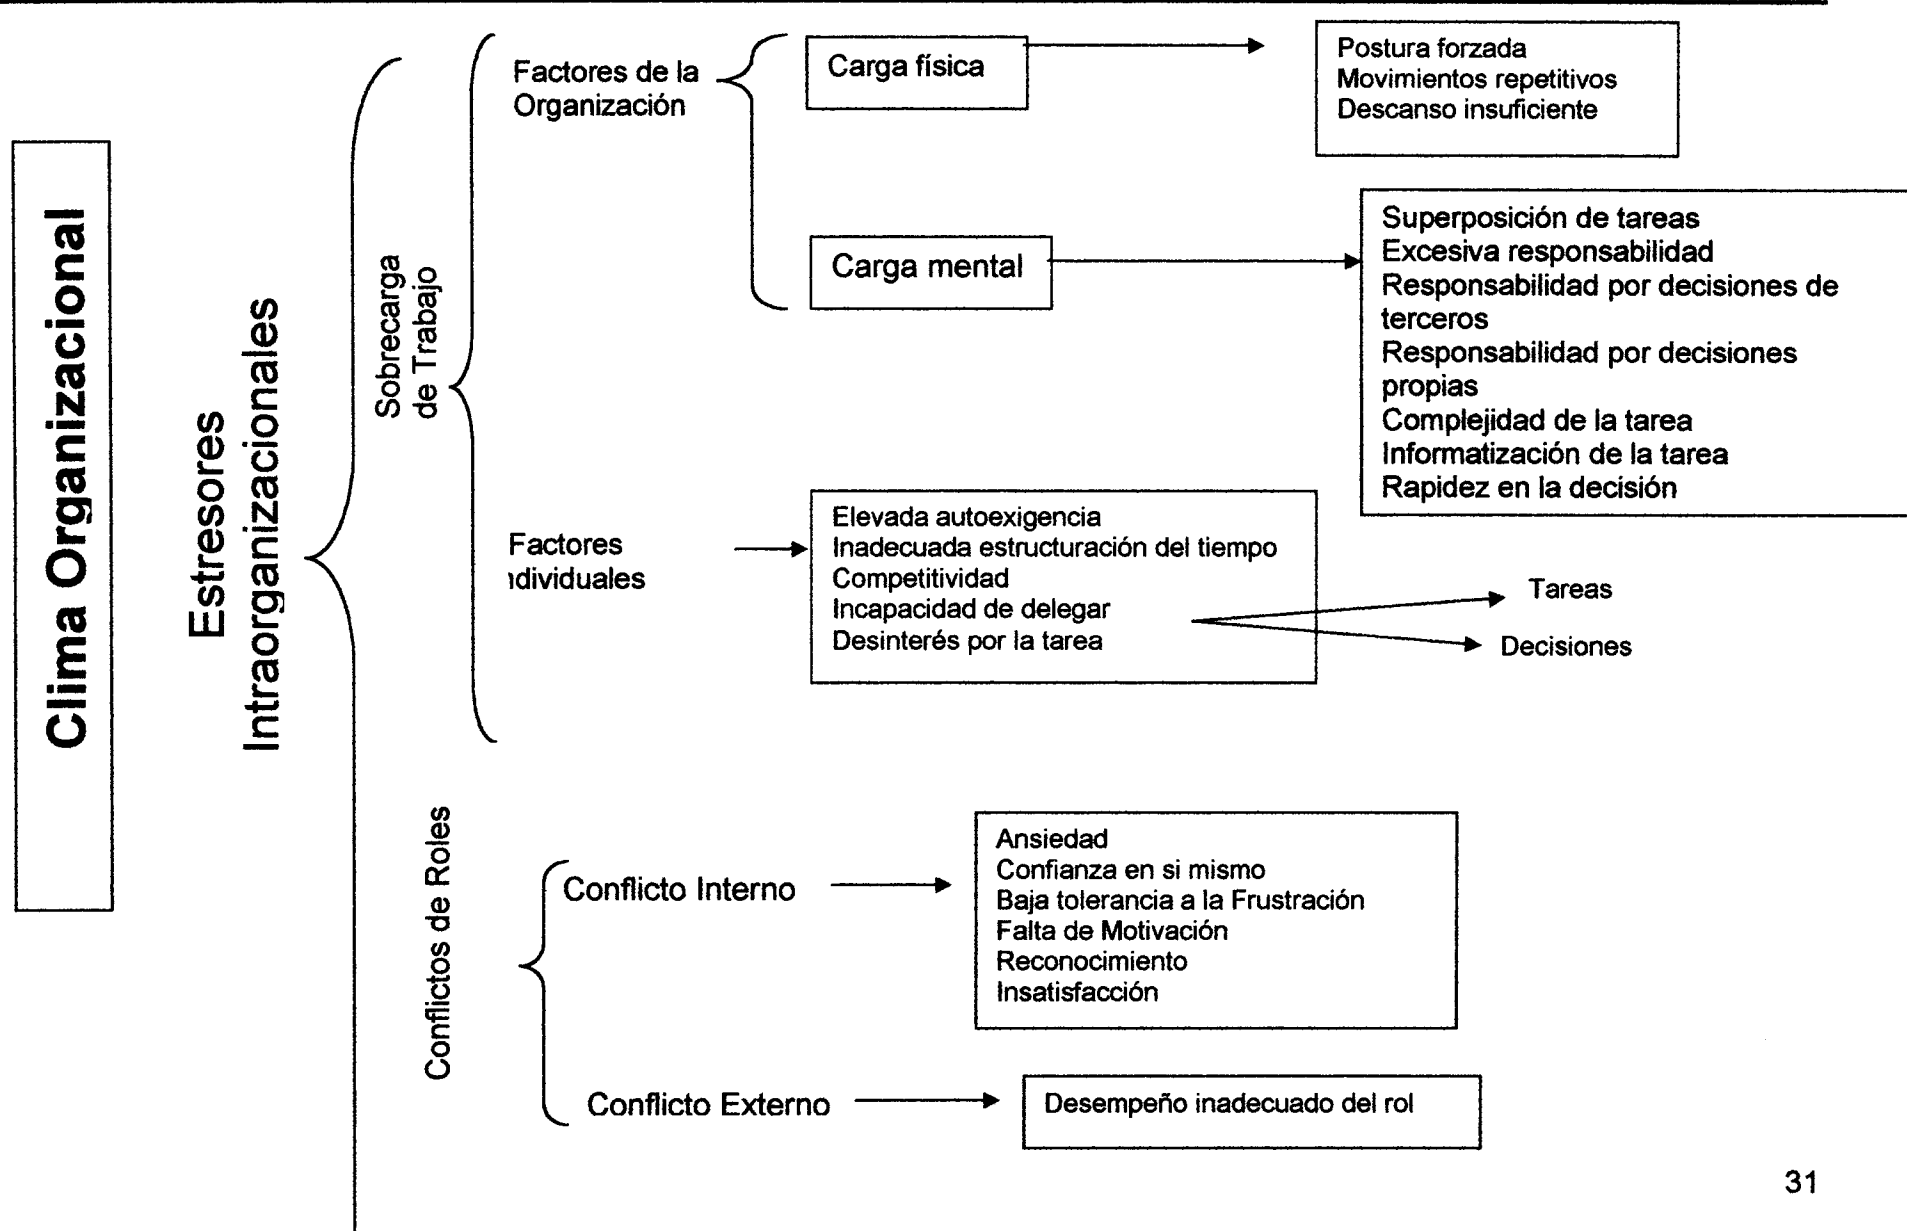 Clima Organizacional
Estresores
Intraorganizacionales
Sobrecarga
de Trabajo
Factores de la
Organización
Carga física
Postura forzada
Movimientos repetitivos
Descanso insuficiente
Carga mental
Superposición de tareas
Excesiva responsabilidad
Responsabilidad por decisiones de
terceros
Responsabilidad por decisiones
propias
Complejidad de la tarea
Informatización de la tarea
Rapidez en la decisión
Factores
ndividuales
Elevada autoexigencia
Inadecuada estructuración del tiempo
Competitividad
Incapacidad de delegar
Desinterés por la tarea
Tareas
Decisiones
Conflictos de Roles
Conflicto Interno
Ansiedad
Confianza en si mismo
Baja tolerancia a la Frustración
Falta de Motivación
Reconocimiento
Insatisfacción
Conflicto Externo
Desempeño inadecuado del rol
31